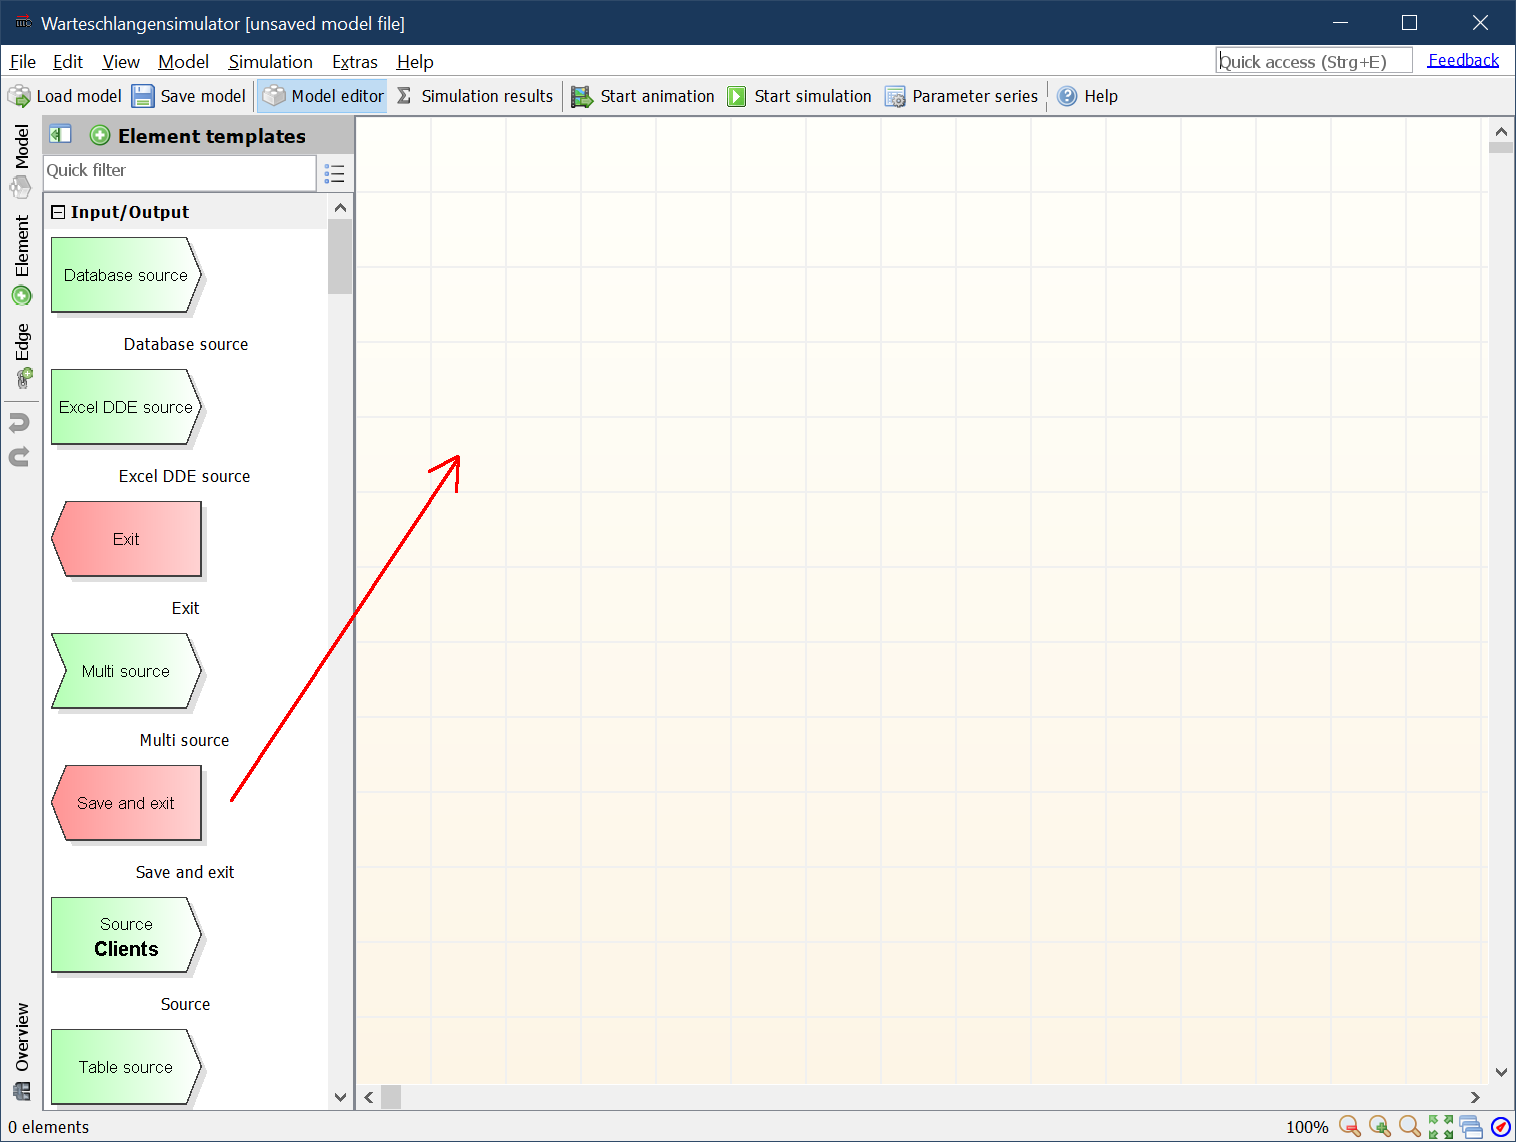 Warteschlangensimulator [unsaved model file]
File Edit View Model Simulation Extras Help
Quick access (Strg+E) Feedback
Load model Save model Model editor Simulation results Start animation Start simulation Parameter series Help
Model
Element
Edge
Overview
Element templates
Quick filter
Input/Output
Database source
Database source
Excel DDE source
Excel DDE source
Exit
Exit
Multi source
Multi source
Save and exit
Save and exit
Source
Clients
Source
Table source
0 elements
100%